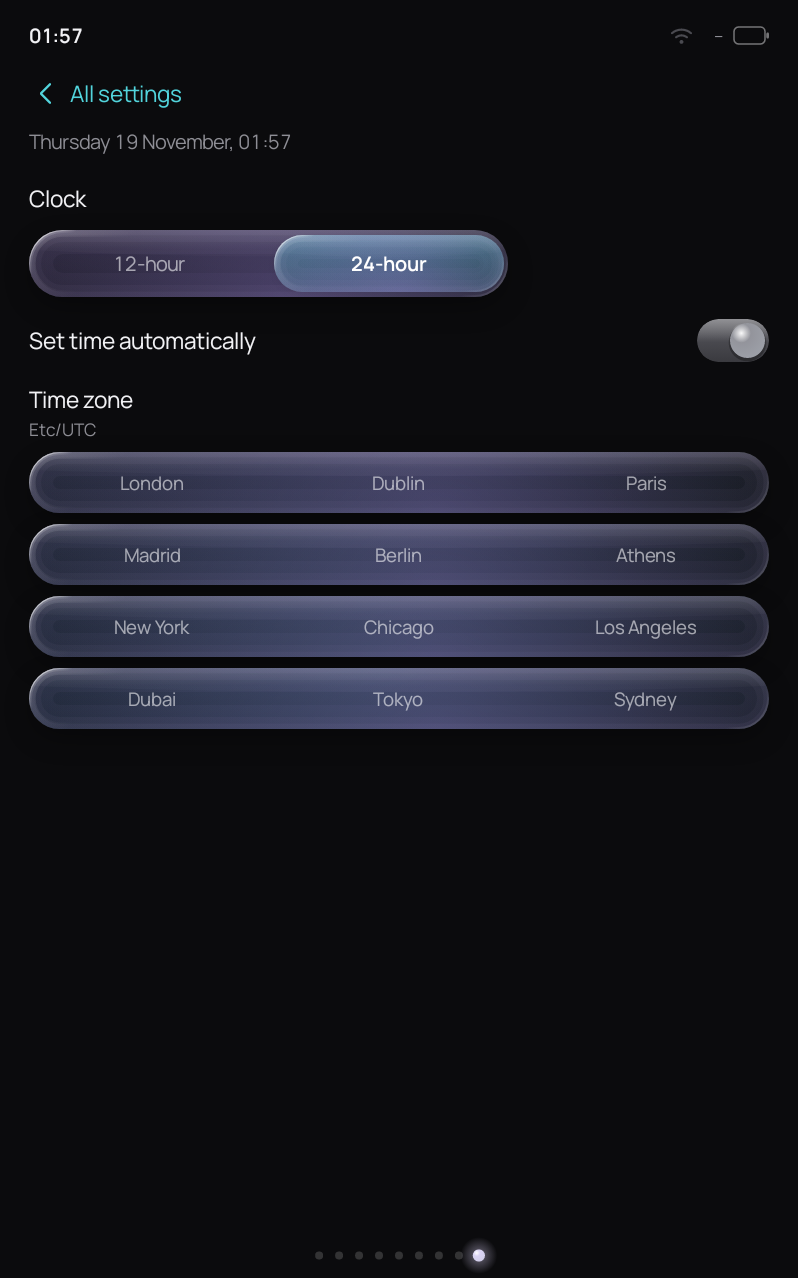 01:57
–
All settings
Thursday 19 November, 01:57
Clock
12-hour 24-hour
Set time automatically
Time zone
Etc/UTC
London Dublin Paris
Madrid Berlin Athens
New York Chicago Los Angeles
Dubai Tokyo Sydney